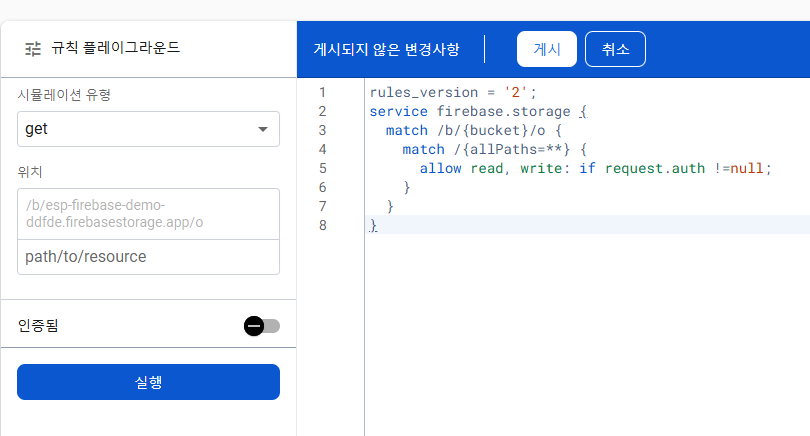 규칙 플레이그라운드
시뮬레이션 유형
get
위치
/b/esp-firebase-demo-
ddfde.firebasestorage.app/o
path/to/resource
인증됨
실행
게시되지 않은 변경사항
게시
취소
1 rules_version = '2';
2 service firebase.storage {
3 match /b/{bucket}/o {
4 match /{allPaths=**} {
5 allow read, write: if request.auth !=null;
6 }
7 }
8 }